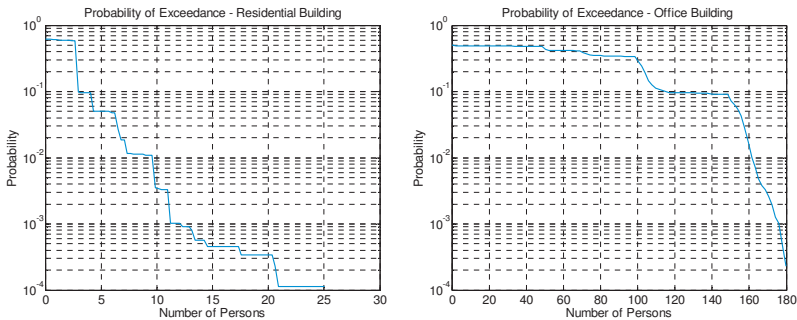 Probability of Exceedance - Residential Building
Probability
10^0
10^-1
10^-2
10^-3
10^-4
0 5 10 15 20 25 30
Number of Persons
Probability of Exceedance - Office Building
Probability
10^0
10^-1
10^-2
10^-3
10^-4
0 20 40 60 80 100 120 140 160 180
Number of Persons